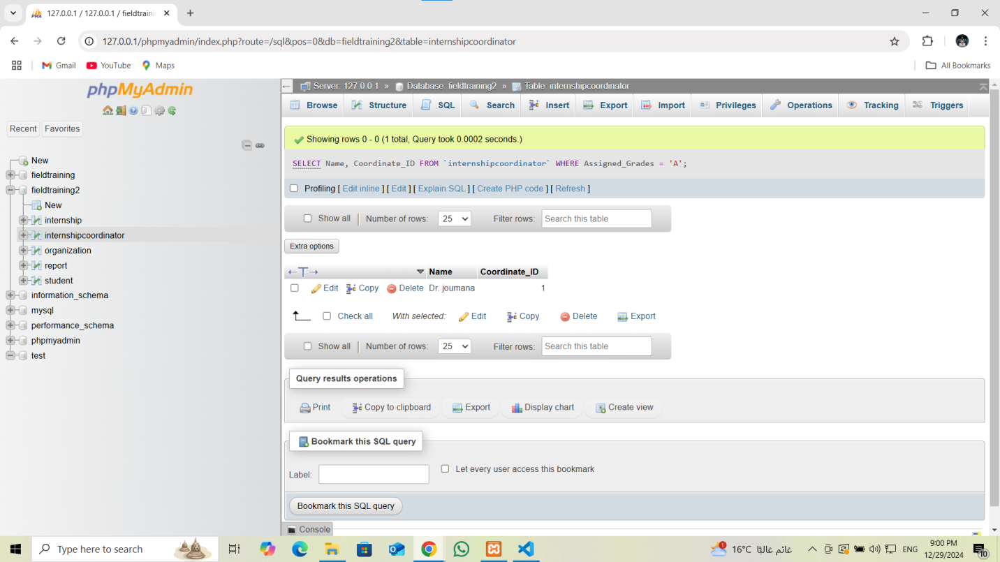 127.0.0.1 / 127.0.0.1 / fieldtraini
127.0.0.1/phpmyadmin/index.php?route=/sql&pos=0&db=fieldtraining2&table=internshipcoordinator
Gmail YouTube Maps All Bookmarks
phpMyAdmin
Recent Favorites
New
fieldtraining
fieldtraining2
New
internship
internshipcoordinator
organization
report
student
information_schema
mysql
performance_schema
phpmyadmin
test
Server: 127.0.0.1 » Database: fieldtraining2 » Table: internshipcoordinator
Browse Structure SQL Search Insert Export Import Privileges Operations Tracking Triggers
Showing rows 0 - 0 (1 total, Query took 0.0002 seconds.)
SELECT Name, Coordinate_ID FROM `internshipcoordinator` WHERE Assigned_Grades = 'A';
Profiling [ Edit inline ] [ Edit ] [ Explain SQL ] [ Create PHP code ] [ Refresh ]
Show all Number of rows: 25 Filter rows: Search this table
Extra options
Name Coordinate_ID
Edit Copy Delete Dr. joumana 1
Check all With selected: Edit Copy Delete Export
Show all Number of rows: 25 Filter rows: Search this table
Query results operations
Print Copy to clipboard Export Display chart Create view
Bookmark this SQL query
Label: Let every user access this bookmark
Bookmark this SQL query
Console
Type here to search 1 16°C غائم غالبًا ENG 9:00 PM
12/29/2024 10